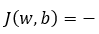 J(w, b) = −